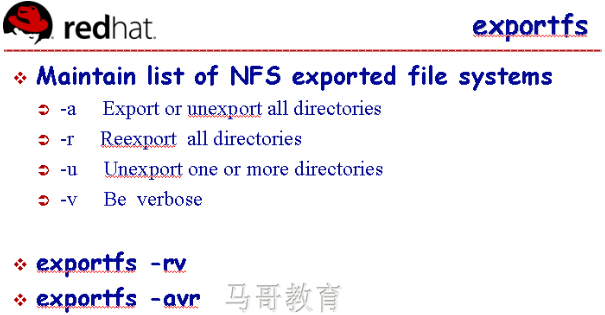 redhat.
exportfs
Maintain list of NFS exported file systems
-a Export or unexport all directories
-r Reexport all directories
-u Unexport one or more directories
-v Be verbose
exportfs -rv
exportfs -avr
马哥教育